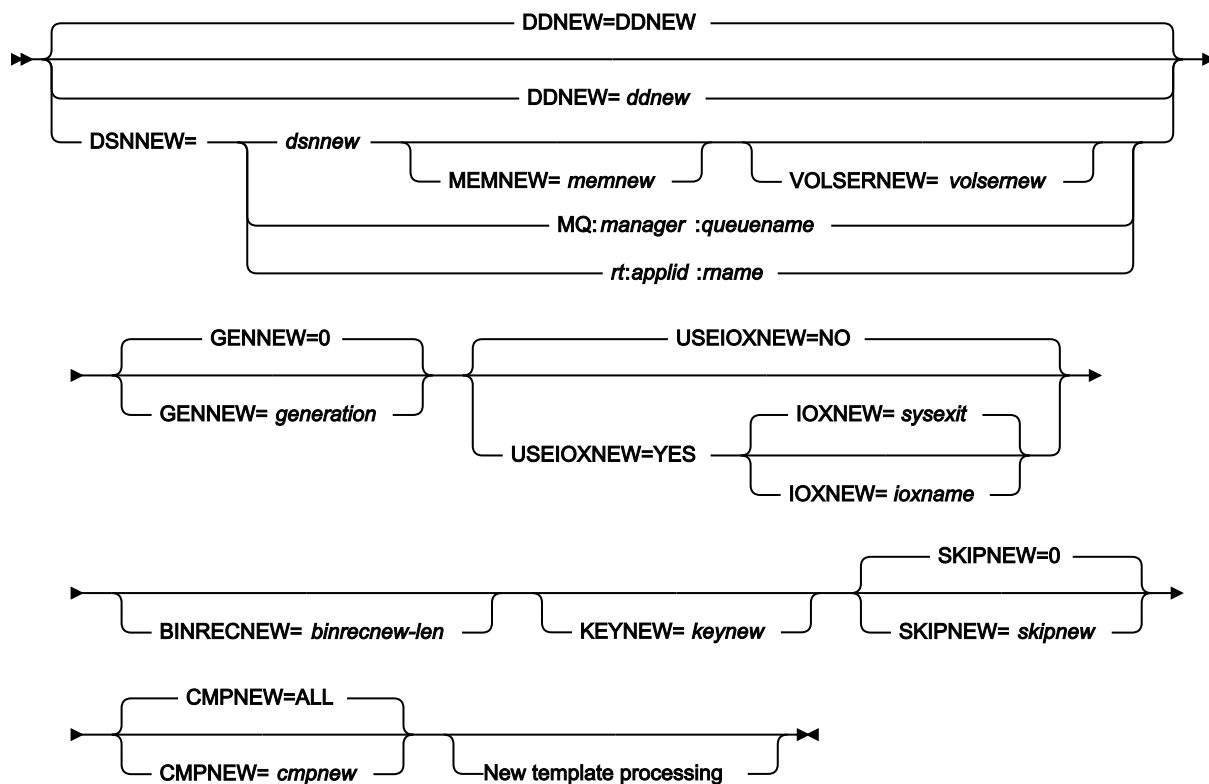 DDNEW=DDNEW
DDNEW= ddnew
DSNNEW= dsnnew
MEMNEW= memnew VOLSERNEW= volsernew
MQ:manager :queuename
rt:applid :rname
GENNEW=0 USEIOXNEW=NO
GENNEW= generation IOXNEW= sysexit
USEIOXNEW=YES
IOXNEW= ioxname
SKIPNEW=0
BINRECNEW= binrecnew-len KEYNEW= keynew SKIPNEW= skipnew
CMPNEW=ALL
CMPNEW= cmpnew New template processing